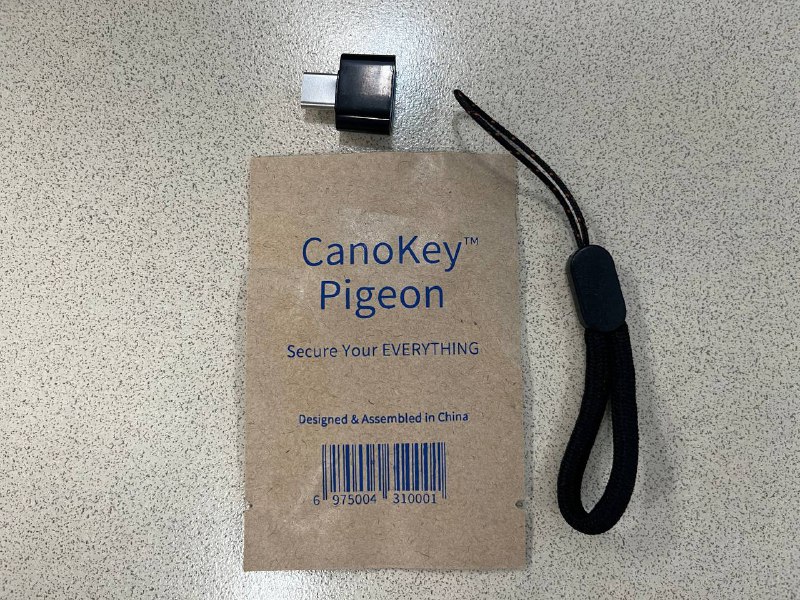 CanoKey™
Pigeon
Secure Your EVERYTHING
Designed & Assembled in China
6 975004 310001